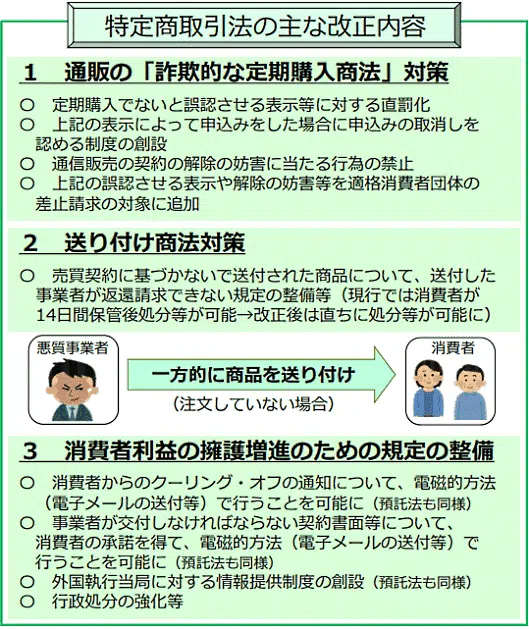 特定商取引法の主な改正内容
1 通販の「詐欺的な定期購入商法」対策
○ 定期購入でないと誤認させる表示等に対する直罰化
○ 上記の表示によって申込みをした場合に申込みの取消しを
認める制度の創設
○ 通信販売の契約の解除の妨害に当たる行為の禁止
○ 上記の誤認させる表示や解除の妨害等を適格消費者団体の
差止請求の対象に追加
2 送り付け商法対策
○ 売買契約に基づかないで送付された商品について、送付した
事業者が返還請求できない規定の整備等（現行では消費者が
14日間保管後処分等が可能→改正後は直ちに処分等が可能に）
悪質事業者
一方的に商品を送り付け
（注文していない場合）
消費者
3 消費者利益の擁護増進のための規定の整備
○ 消費者からのクーリング・オフの通知について、電磁的方法
（電子メールの送付等）で行うことを可能に（預託法も同様）
○ 事業者が交付しなければならない契約書面等について、
消費者の承諾を得て、電磁的方法（電子メールの送付等）で
行うことを可能に（預託法も同様）
○ 外国執行当局に対する情報提供制度の創設（預託法も同様）
○ 行政処分の強化等